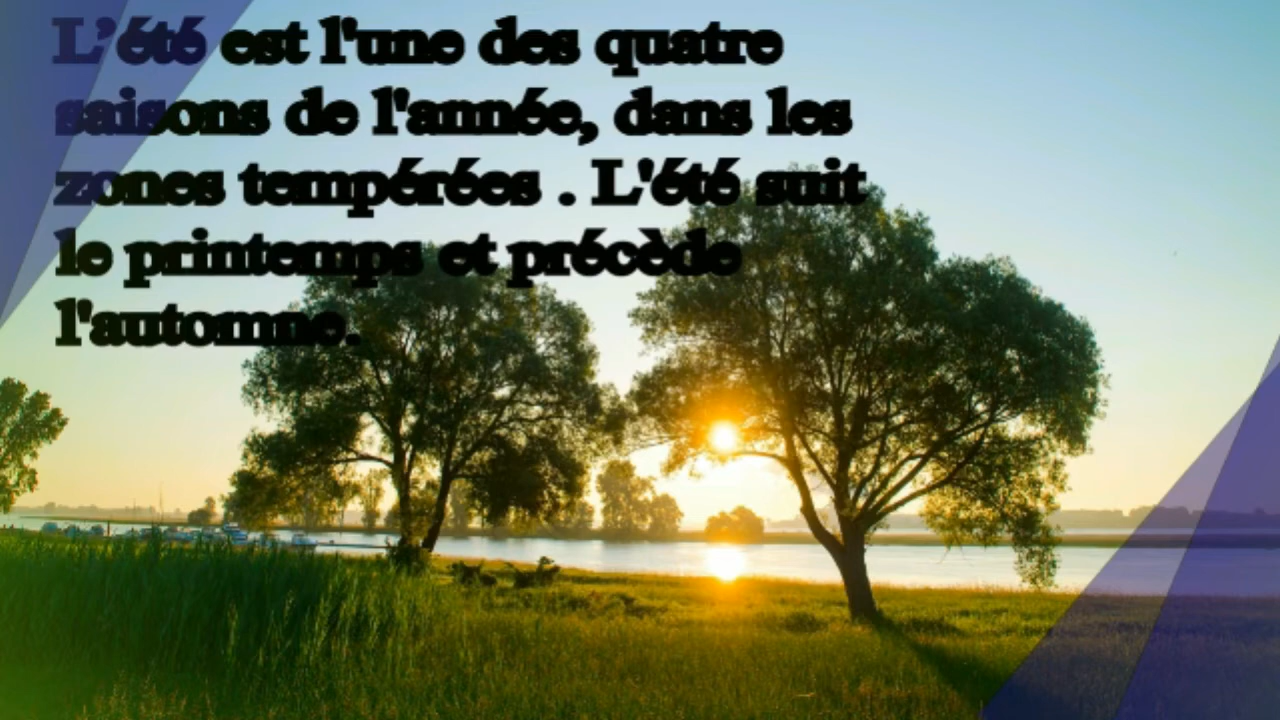 L’été est l'une des quatre
saisons de l'année, dans les
zones tempérées . L'été suit
le printemps et précède
l'automne.